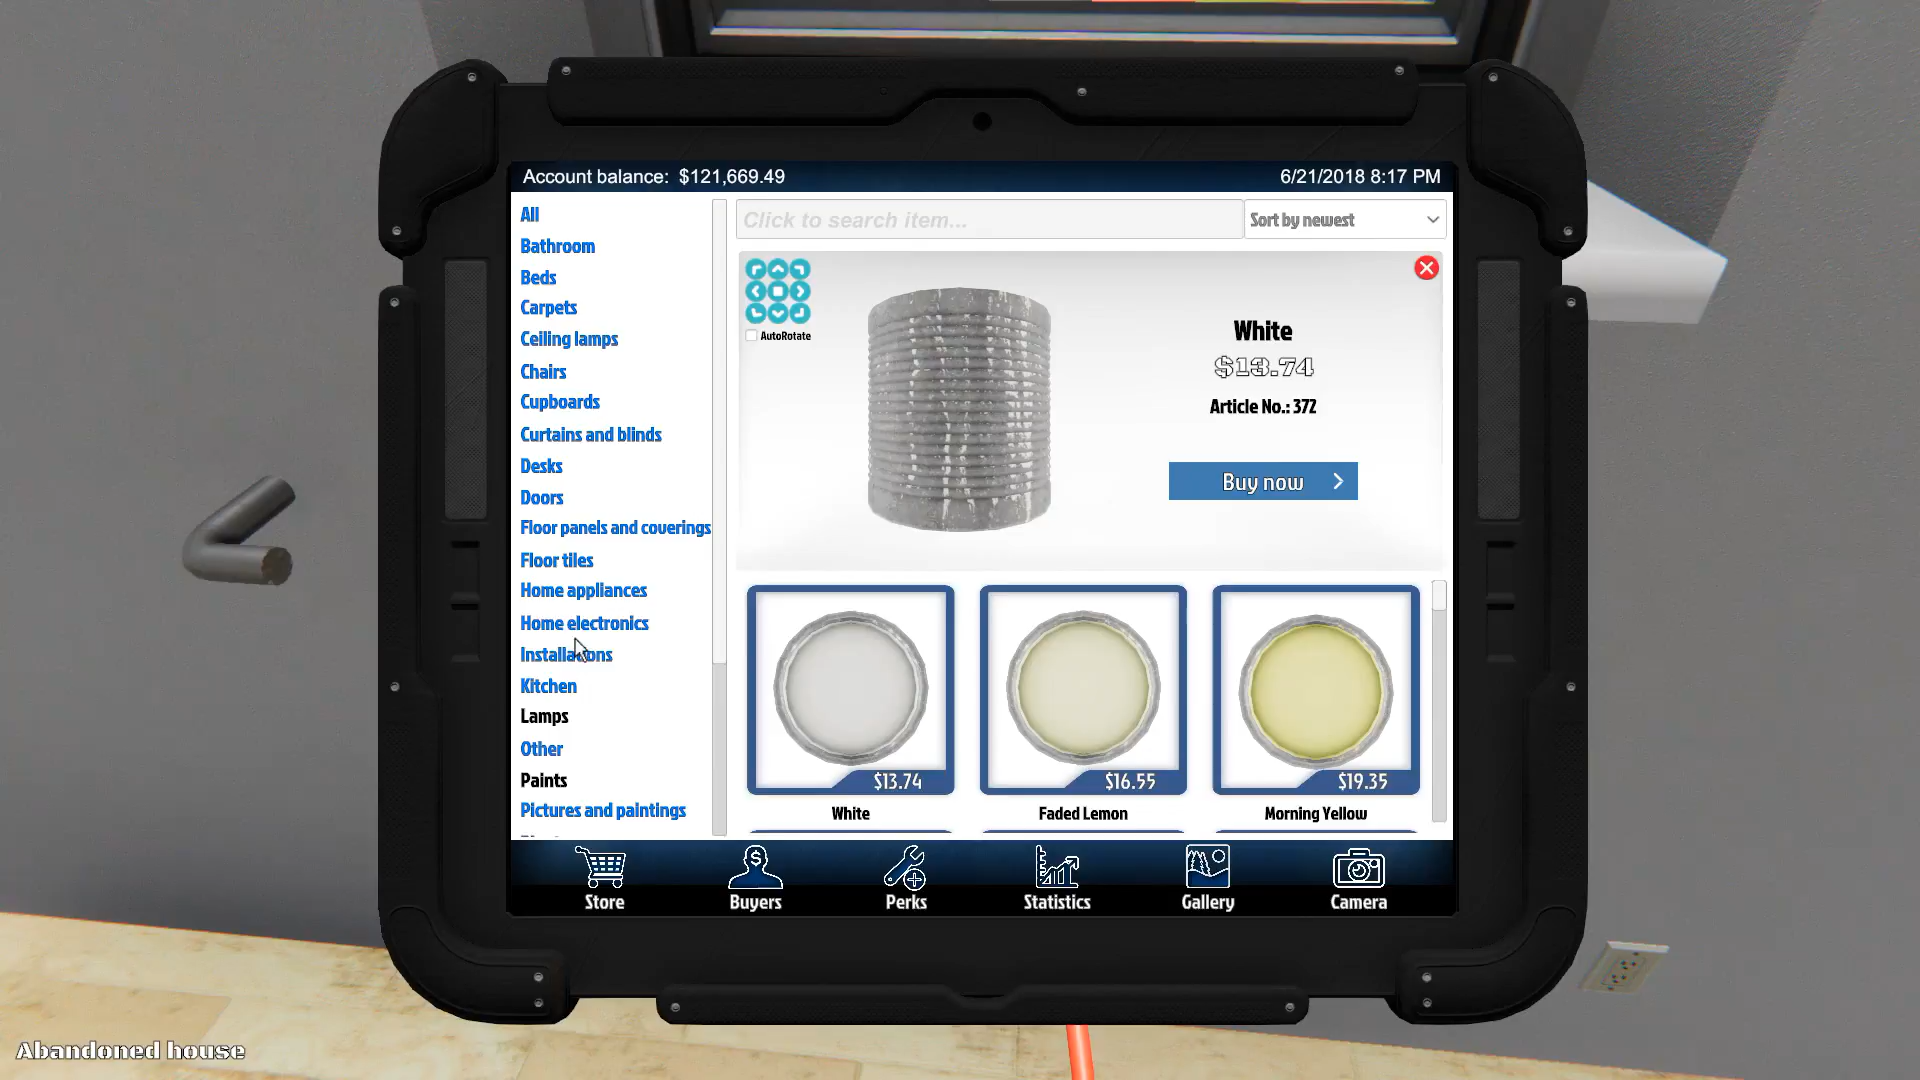 Account balance: $121,669.49
6/21/2018 8:17 PM
All
Bathroom
Beds
Carpets
Ceiling lamps
Chairs
Cupboards
Curtains and blinds
Desks
Doors
Floor panels and coverings
Floor tiles
Home appliances
Home electronics
Installations
Kitchen
Lamps
Other
Paints
Pictures and paintings
Click to search item...
Sort by newest
AutoRotate
White
$13.74
Article No.: 372
Buy now
$13.74
$16.55
$19.35
White
Faded Lemon
Morning Yellow
Store
Buyers
Perks
Statistics
Gallery
Camera
Abandoned house